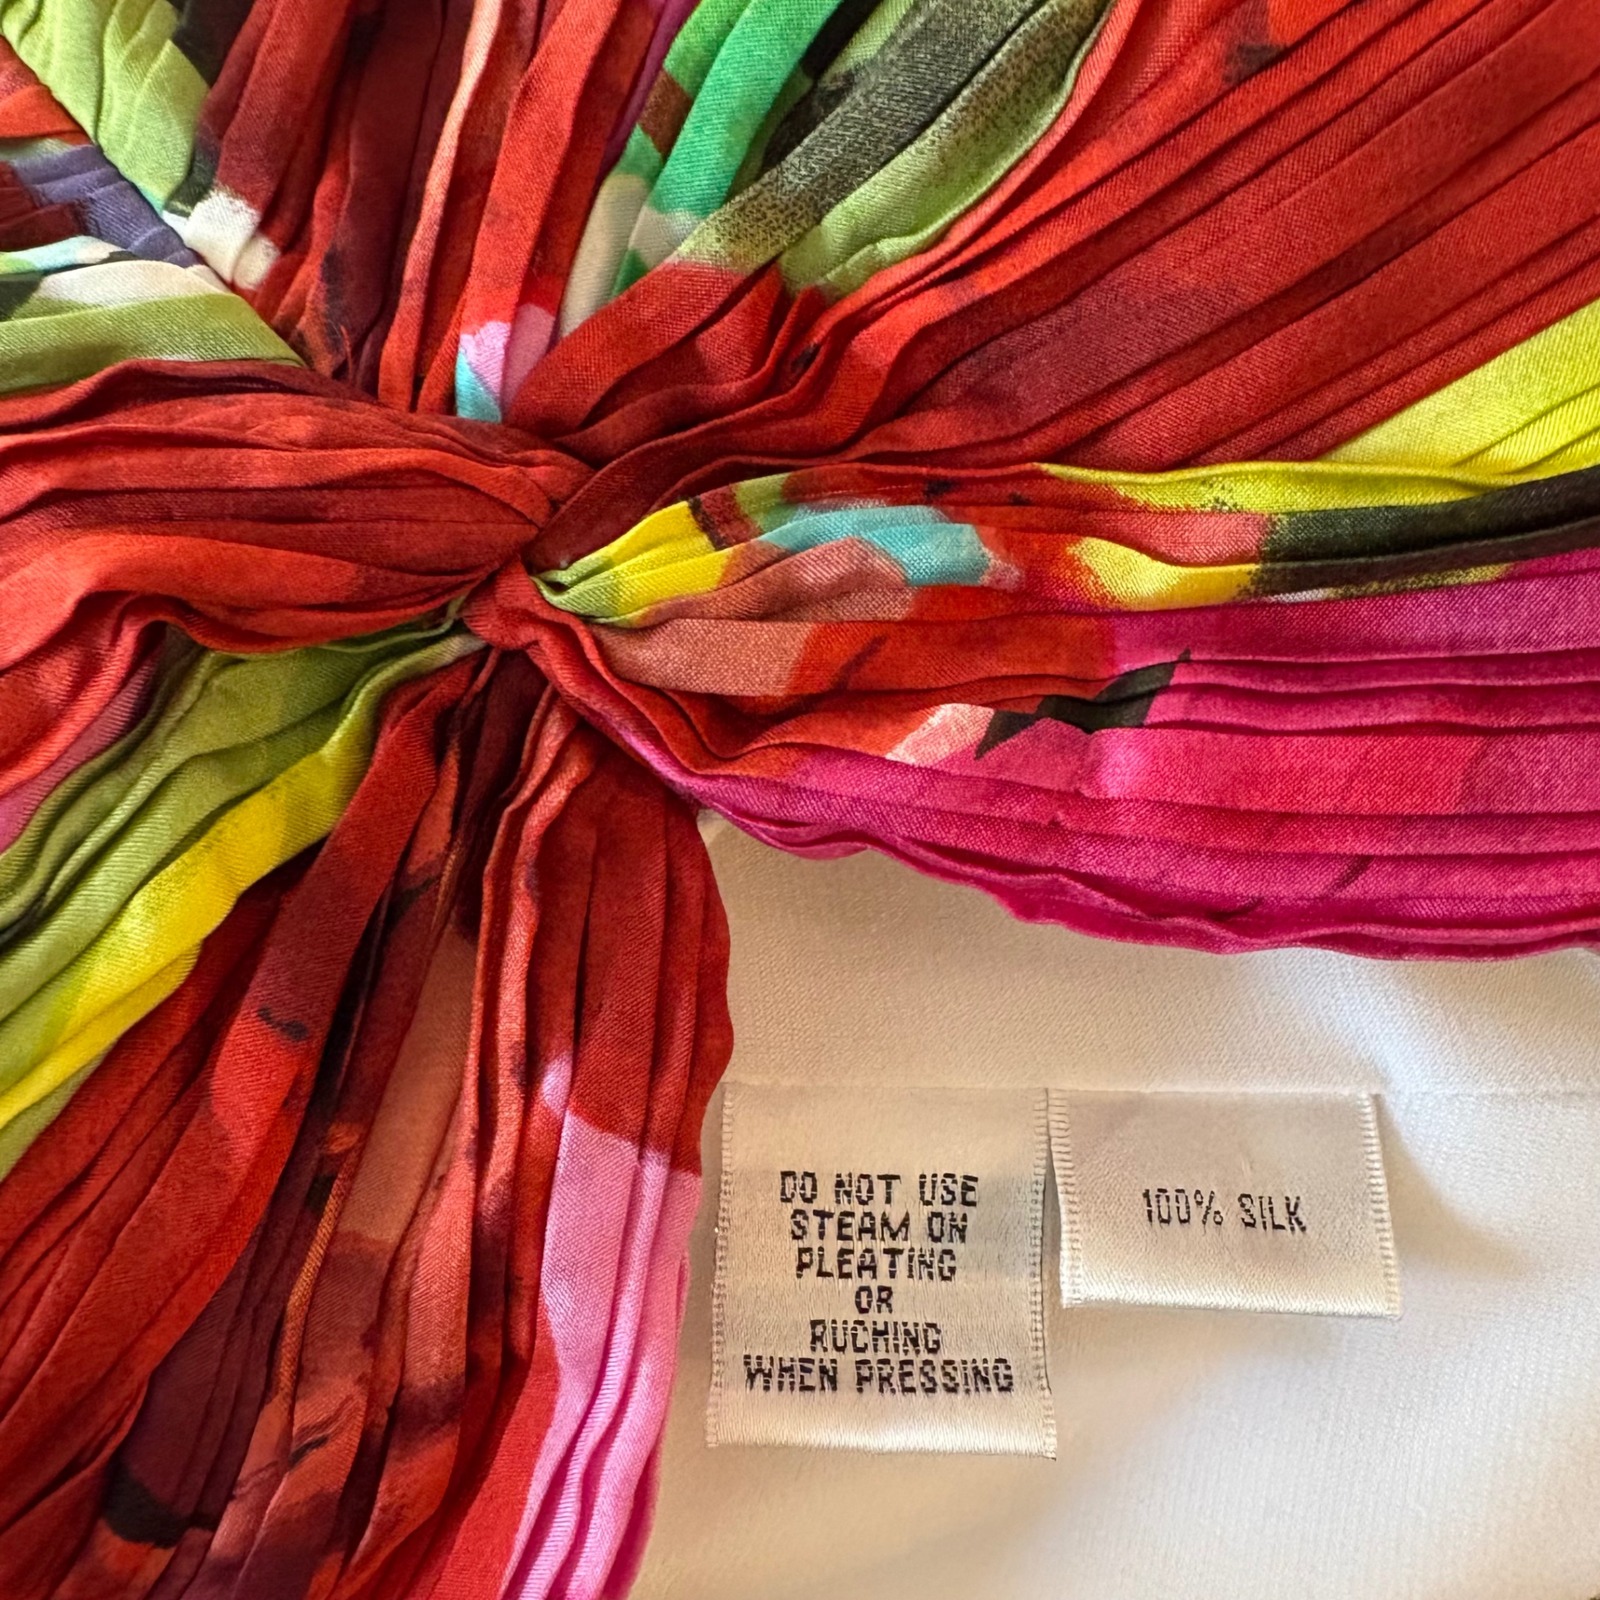 DO NOT USE
STEAM ON
PLEATING
OR
RUCHING
WHEN PRESSING
100% SILK